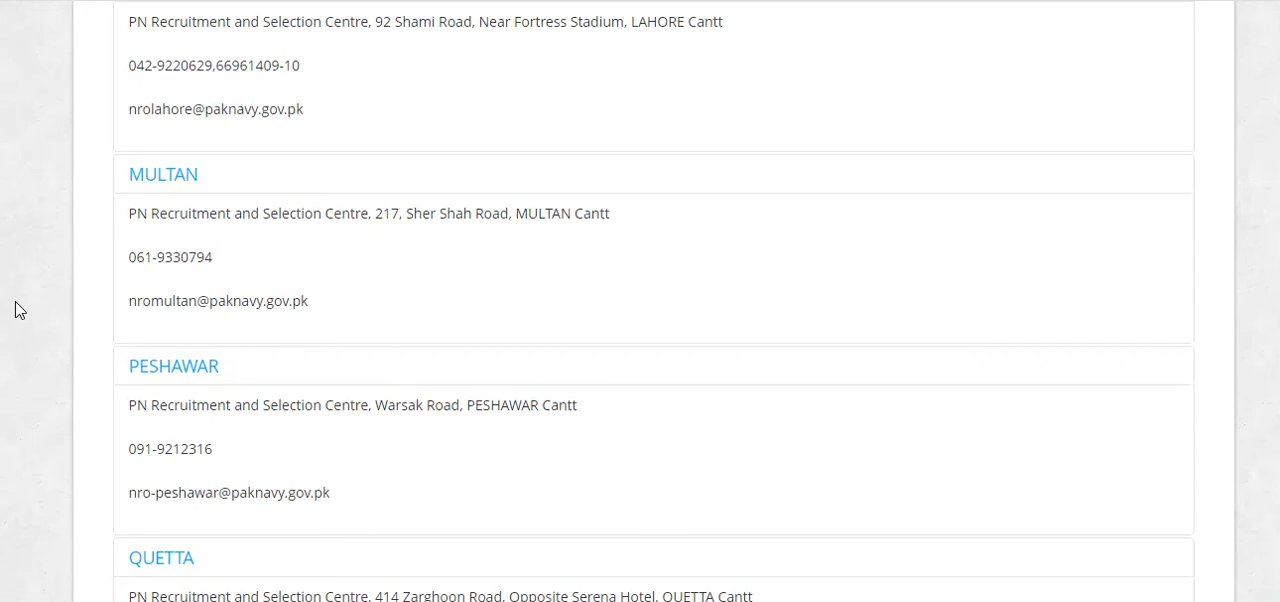 PN Recruitment and Selection Centre, 92 Shami Road, Near Fortress Stadium, LAHORE Cantt
042-9220629,66961409-10
nrolahore@paknavy.gov.pk
MULTAN
PN Recruitment and Selection Centre, 217, Sher Shah Road, MULTAN Cantt
061-9330794
nromultan@paknavy.gov.pk
PESHAWAR
PN Recruitment and Selection Centre, Warsak Road, PESHAWAR Cantt
091-9212316
nro-peshawar@paknavy.gov.pk
QUETTA
PN Recruitment and Selection Centre, 414 Zarghoon Road, Opposite Serena Hotel, QUETTA Cantt